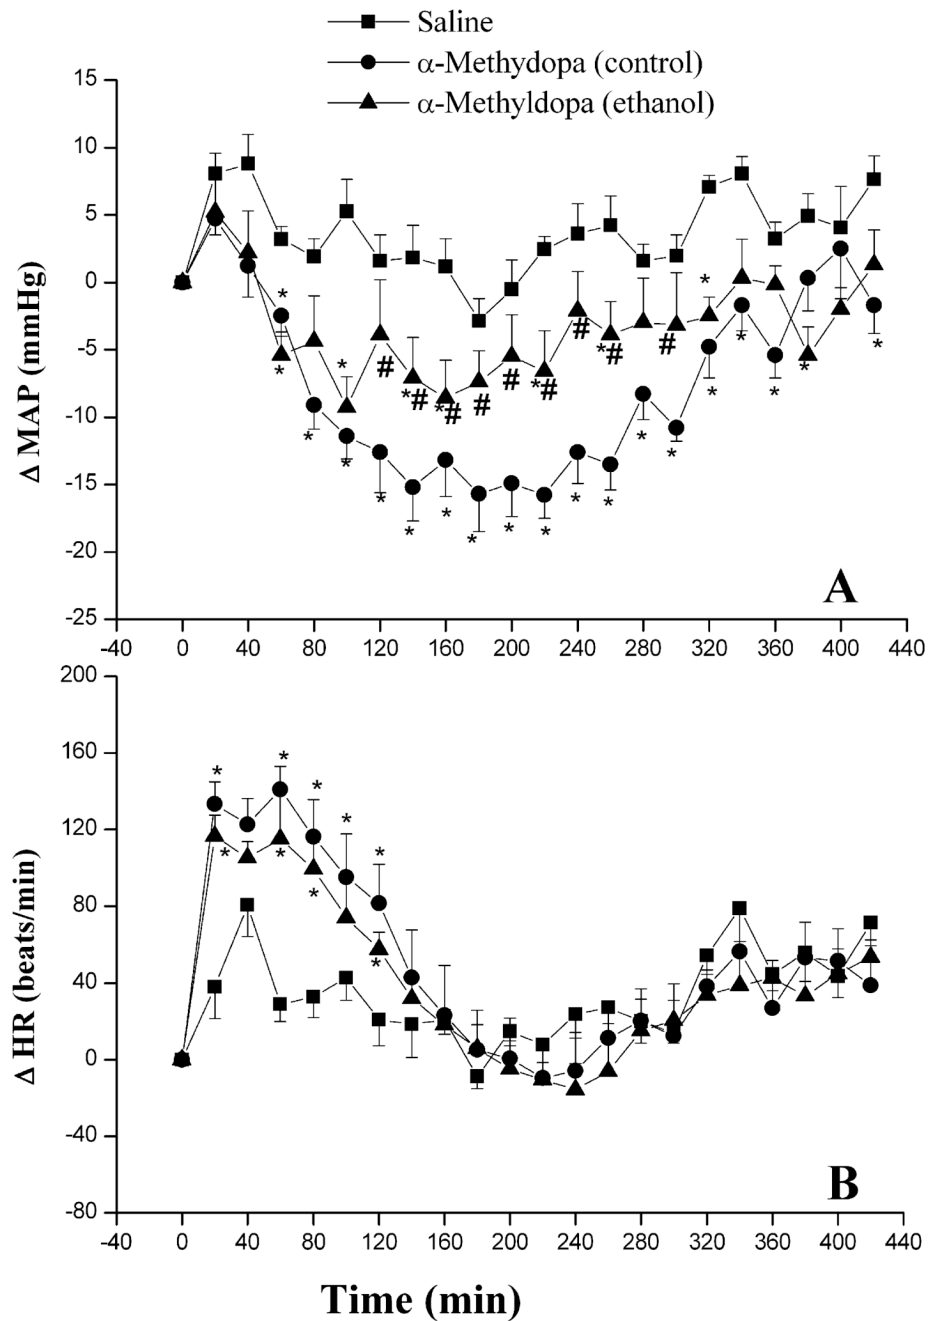 Saline
α-Methydopa (control)
α-Methyldopa (ethanol)
15
10
5
0
-5
-10
-15
-20
-25
Δ MAP (mmHg)
* * * * * * * * * * * * * * * * * * * * * * * * * *
# # # # # # # # #
A
-40 0 40 80 120 160 200 240 280 320 360 400 440
200
160
120
80
40
0
-40
-80
Δ HR (beats/min)
* * * * * * * * *
B
-40 0 40 80 120 160 200 240 280 320 360 400 440
Time (min)